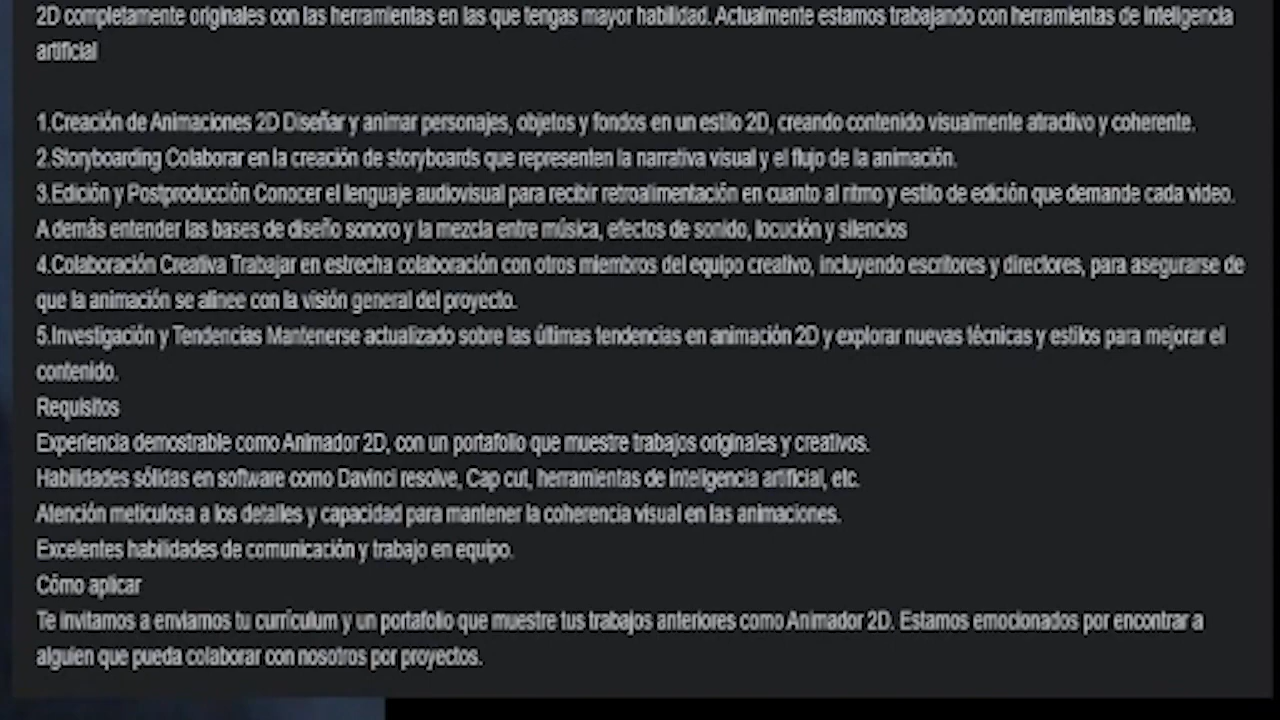 2D completamente originales con las herramientas en las que tengas mayor habilidad. Actualmente estamos trabajando con herramientas de inteligencia
artificial
1.Creación de Animaciones 2D Diseñar y animar personajes, objetos y fondos en un estilo 2D, creando contenido visualmente atractivo y coherente.
2.Storyboarding Colaborar en la creación de storyboards que representen la narrativa visual y el flujo de la animación.
3.Edición y Postproducción Conocer el lenguaje audiovisual para recibir retroalimentación en cuanto al ritmo y estilo de edición que demande cada video.
A demás entender las bases de diseño sonoro y la mezcla entre música, efectos de sonido, locución y silencios
4.Colaboración Creativa Trabajar en estrecha colaboración con otros miembros del equipo creativo, incluyendo escritores y directores, para asegurarse de
que la animación se alinee con la visión general del proyecto.
5.Investigación y Tendencias Mantenerse actualizado sobre las últimas tendencias en animación 2D y explorar nuevas técnicas y estilos para mejorar el
contenido.
Requisitos
Experiencia demostrable como Animador 2D, con un portafolio que muestre trabajos originales y creativos.
Habilidades sólidas en software como Davinci resolve, Cap cut, herramientas de inteligencia artificial, etc.
Atención meticulosa a los detalles y capacidad para mantener la coherencia visual en las animaciones.
Excelentes habilidades de comunicación y trabajo en equipo.
Cómo aplicar
Te invitamos a enviarnos tu currículum y un portafolio que muestre tus trabajos anteriores como Animador 2D. Estamos emocionados por encontrar a
alguien que pueda colaborar con nosotros por proyectos.